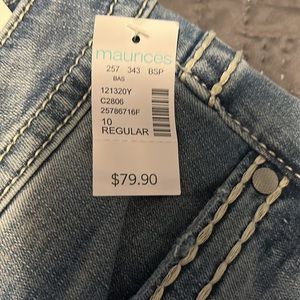 maurices
257 343 BSP
BAS
121320Y
C2806
25786716F
10
REGULAR
$79.90